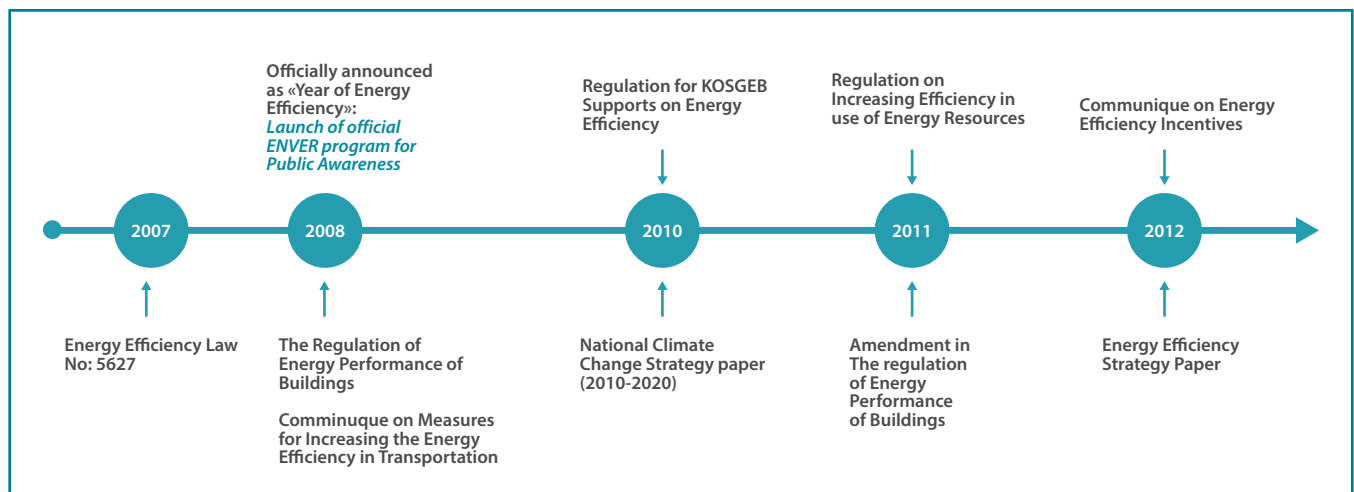 Officially announced
as «Year of Energy
Efficiency»:
Launch of official
ENVER program for
Public Awareness
Regulation for KOSGEB
Supports on Energy
Efficiency
Regulation on
Increasing Efficiency in
use of Energy Resources
Communique on Energy
Efficiency Incentives
2007
2008
2010
2011
2012
Energy Efficiency Law
No: 5627
The Regulation of
Energy Performance of
Buildings
Comminuque on Measures
for Increasing the Energy
Efficiency in Transportation
National Climate
Change Strategy paper
(2010-2020)
Amendment in
The regulation
of Energy
Performance
of Buildings
Energy Efficiency
Strategy Paper